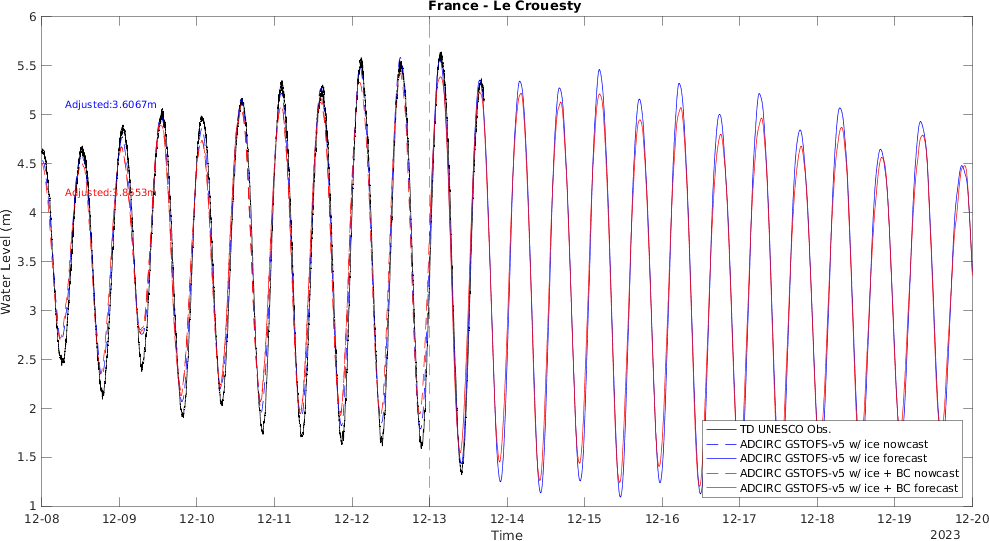 France - Le Crouesty
6
5.5
5
4.5
4
3.5
3
2.5
2
1.5
1
Water Level (m)
Adjusted:3.6067m
Adjusted:3.8653m
TD UNESCO Obs.
ADCIRC GSTOFS-v5 w/ ice nowcast
ADCIRC GSTOFS-v5 w/ ice forecast
ADCIRC GSTOFS-v5 w/ ice + BC nowcast
ADCIRC GSTOFS-v5 w/ ice + BC forecast
12-08 12-09 12-10 12-11 12-12 12-13 12-14 12-15 12-16 12-17 12-18 12-19 12-20
Time
2023